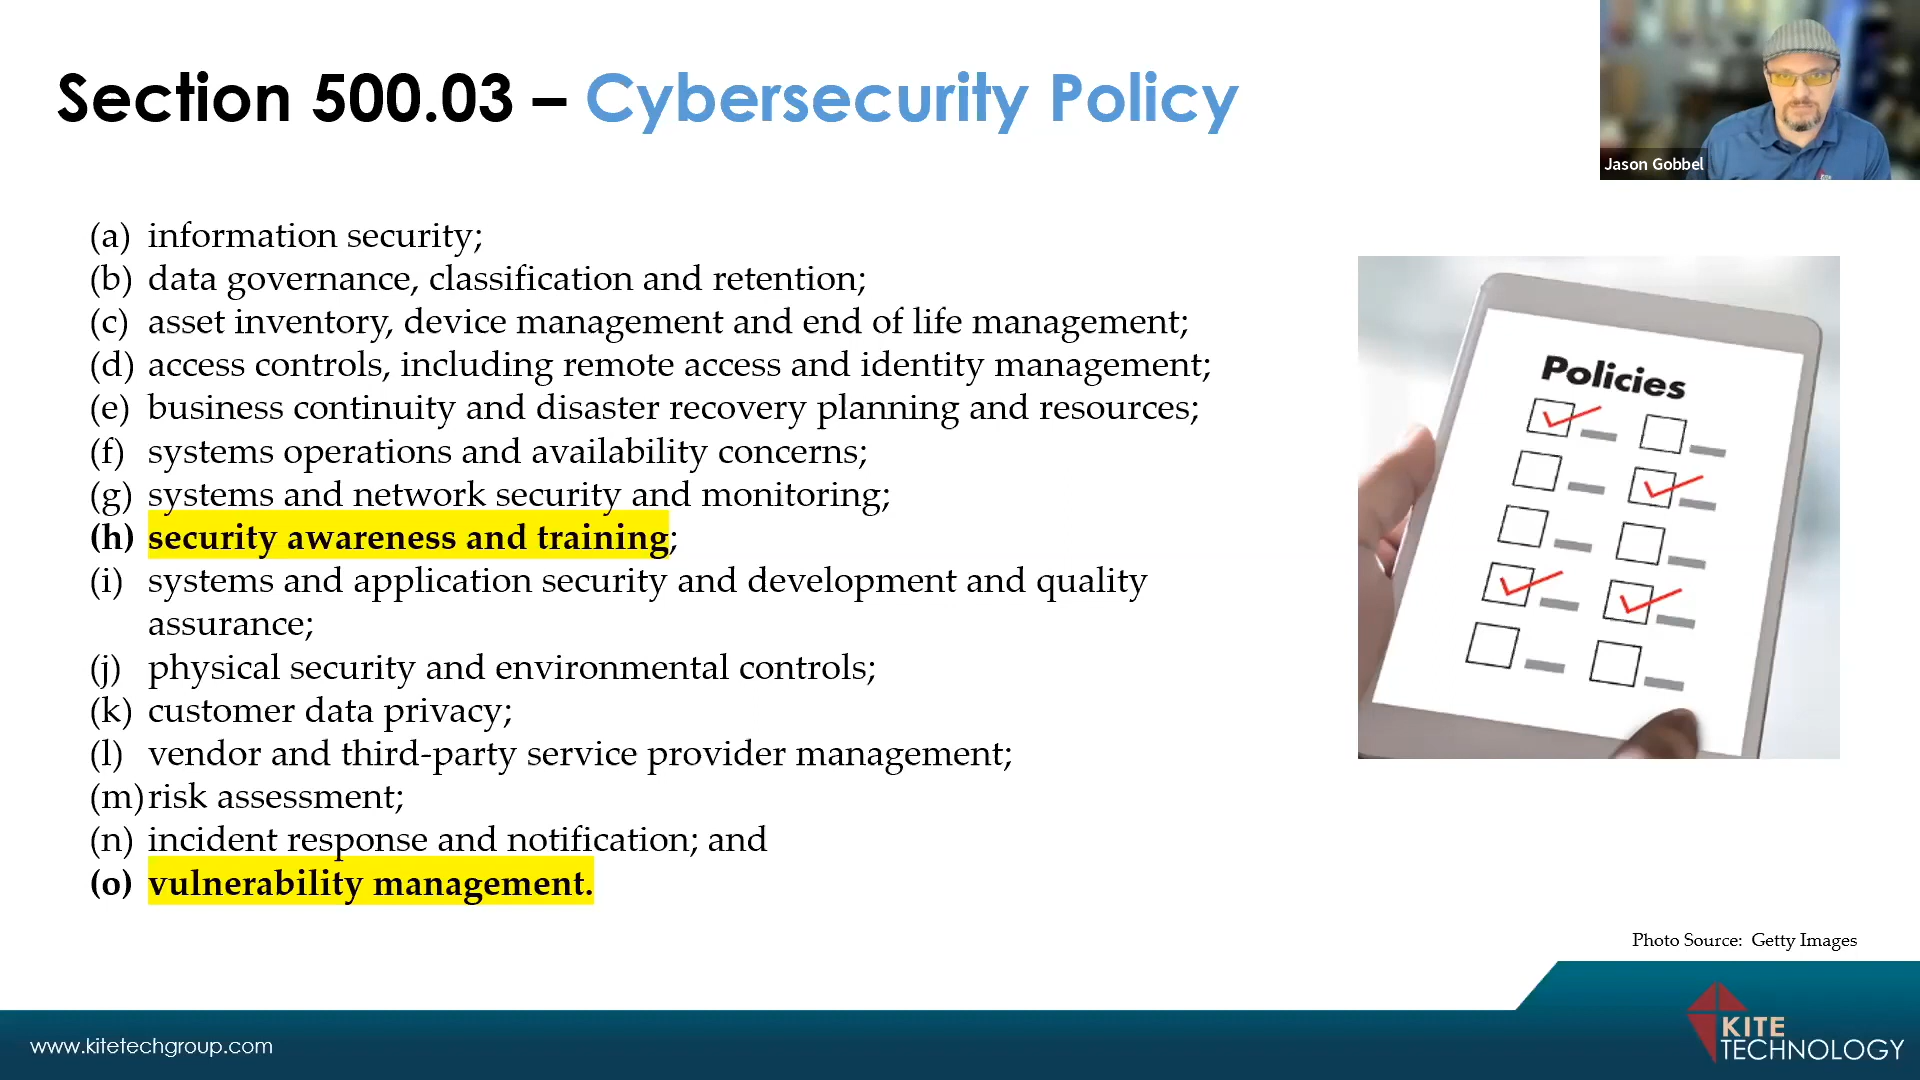 Section 500.03 – Cybersecurity Policy
Jason Gobbel
(a) information security;
(b) data governance, classification and retention;
(c) asset inventory, device management and end of life management;
(d) access controls, including remote access and identity management;
(e) business continuity and disaster recovery planning and resources;
(f) systems operations and availability concerns;
(g) systems and network security and monitoring;
(h) security awareness and training;
(i) systems and application security and development and quality
assurance;
(j) physical security and environmental controls;
(k) customer data privacy;
(l) vendor and third-party service provider management;
(m) risk assessment;
(n) incident response and notification; and
(o) vulnerability management.
Policies
Photo Source: Getty Images
www.kitetechgroup.com
KITE
TECHNOLOGY